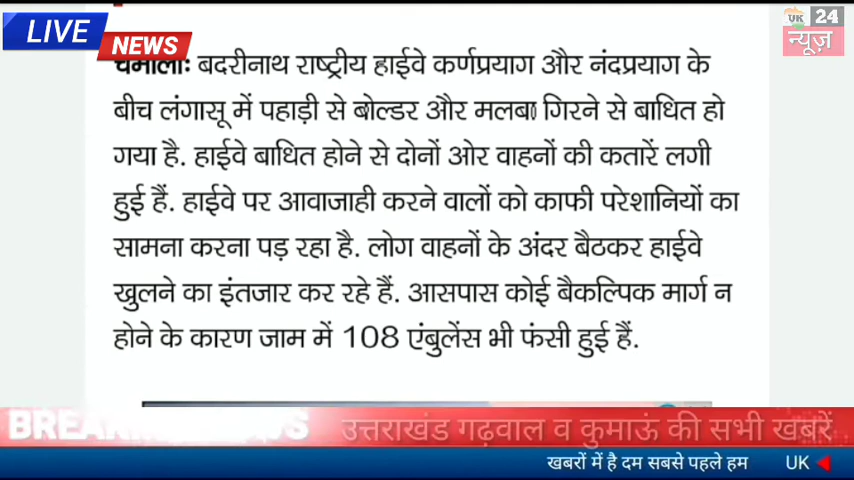 LIVE
NEWS
UK 24
न्यूज़
चमोलीः बदरीनाथ राष्ट्रीय हाईवे कर्णप्रयाग और नंदप्रयाग के
बीच लंगासू में पहाड़ी से बोल्डर और मलबा गिरने से बाधित हो
गया है. हाईवे बाधित होने से दोनों ओर वाहनों की कतारें लगी
हुई हैं. हाईवे पर आवाजाही करने वालों को काफी परेशानियों का
सामना करना पड़ रहा है. लोग वाहनों के अंदर बैठकर हाईवे
खुलने का इंतजार कर रहे हैं. आसपास कोई बैकल्पिक मार्ग न
होने के कारण जाम में 108 एंबुलेंस भी फंसी हुई हैं.
BREAKING NEWS उत्तराखंड गढ़वाल व कुमाऊं की सभी खबरें
खबरों में है दम सबसे पहले हम UK